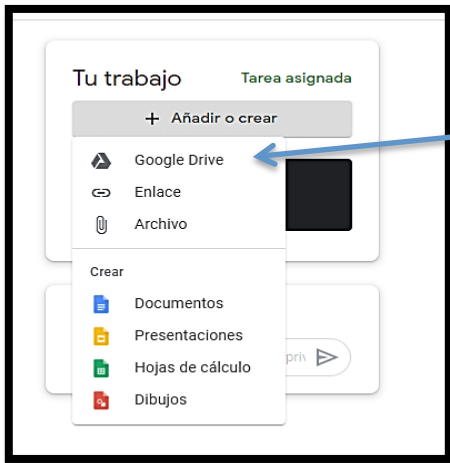 Tu trabajo Tarea asignada
+ Añadir o crear
Google Drive
Enlace
Archivo
Crear
Documentos
Presentaciones
Hojas de cálculo
Dibujos